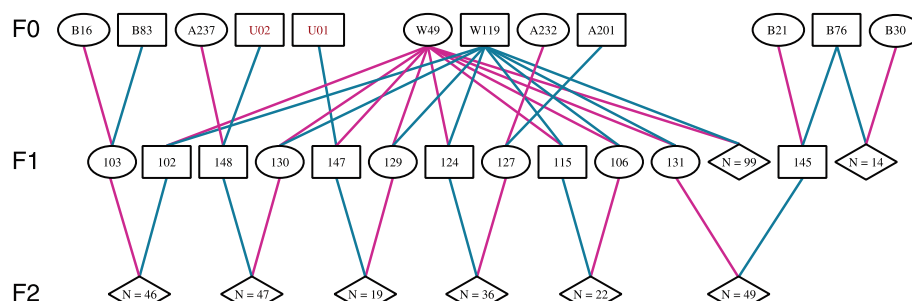 F0 B16 B83 A237 U02 U01 W49 W119 A232 A201 B21 B76 B30
F1 103 102 148 130 147 129 124 127 115 106 131 N = 99 145 N = 14
F2 N = 46 N = 47 N = 19 N = 36 N = 22 N = 49